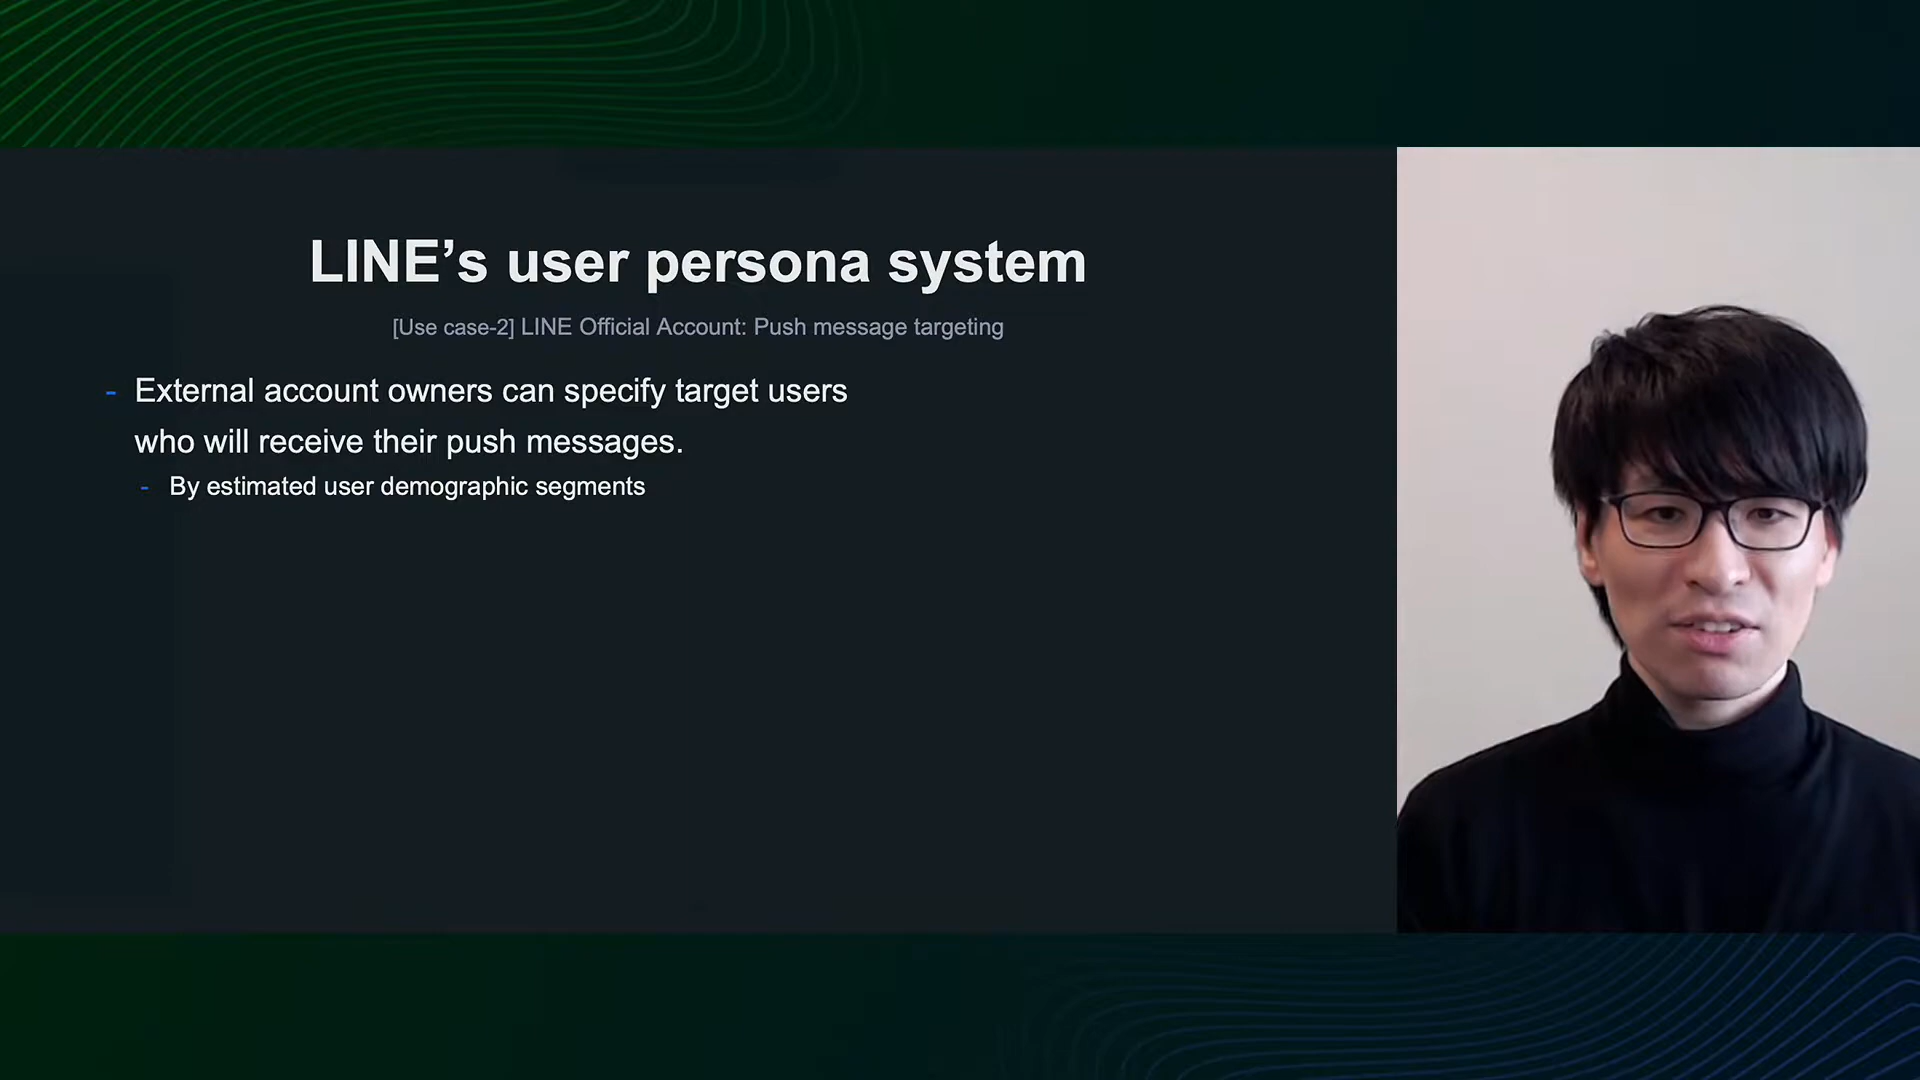 LINE’s user persona system
[Use case-2] LINE Official Account: Push message targeting
- External account owners can specify target users
who will receive their push messages.
- By estimated user demographic segments